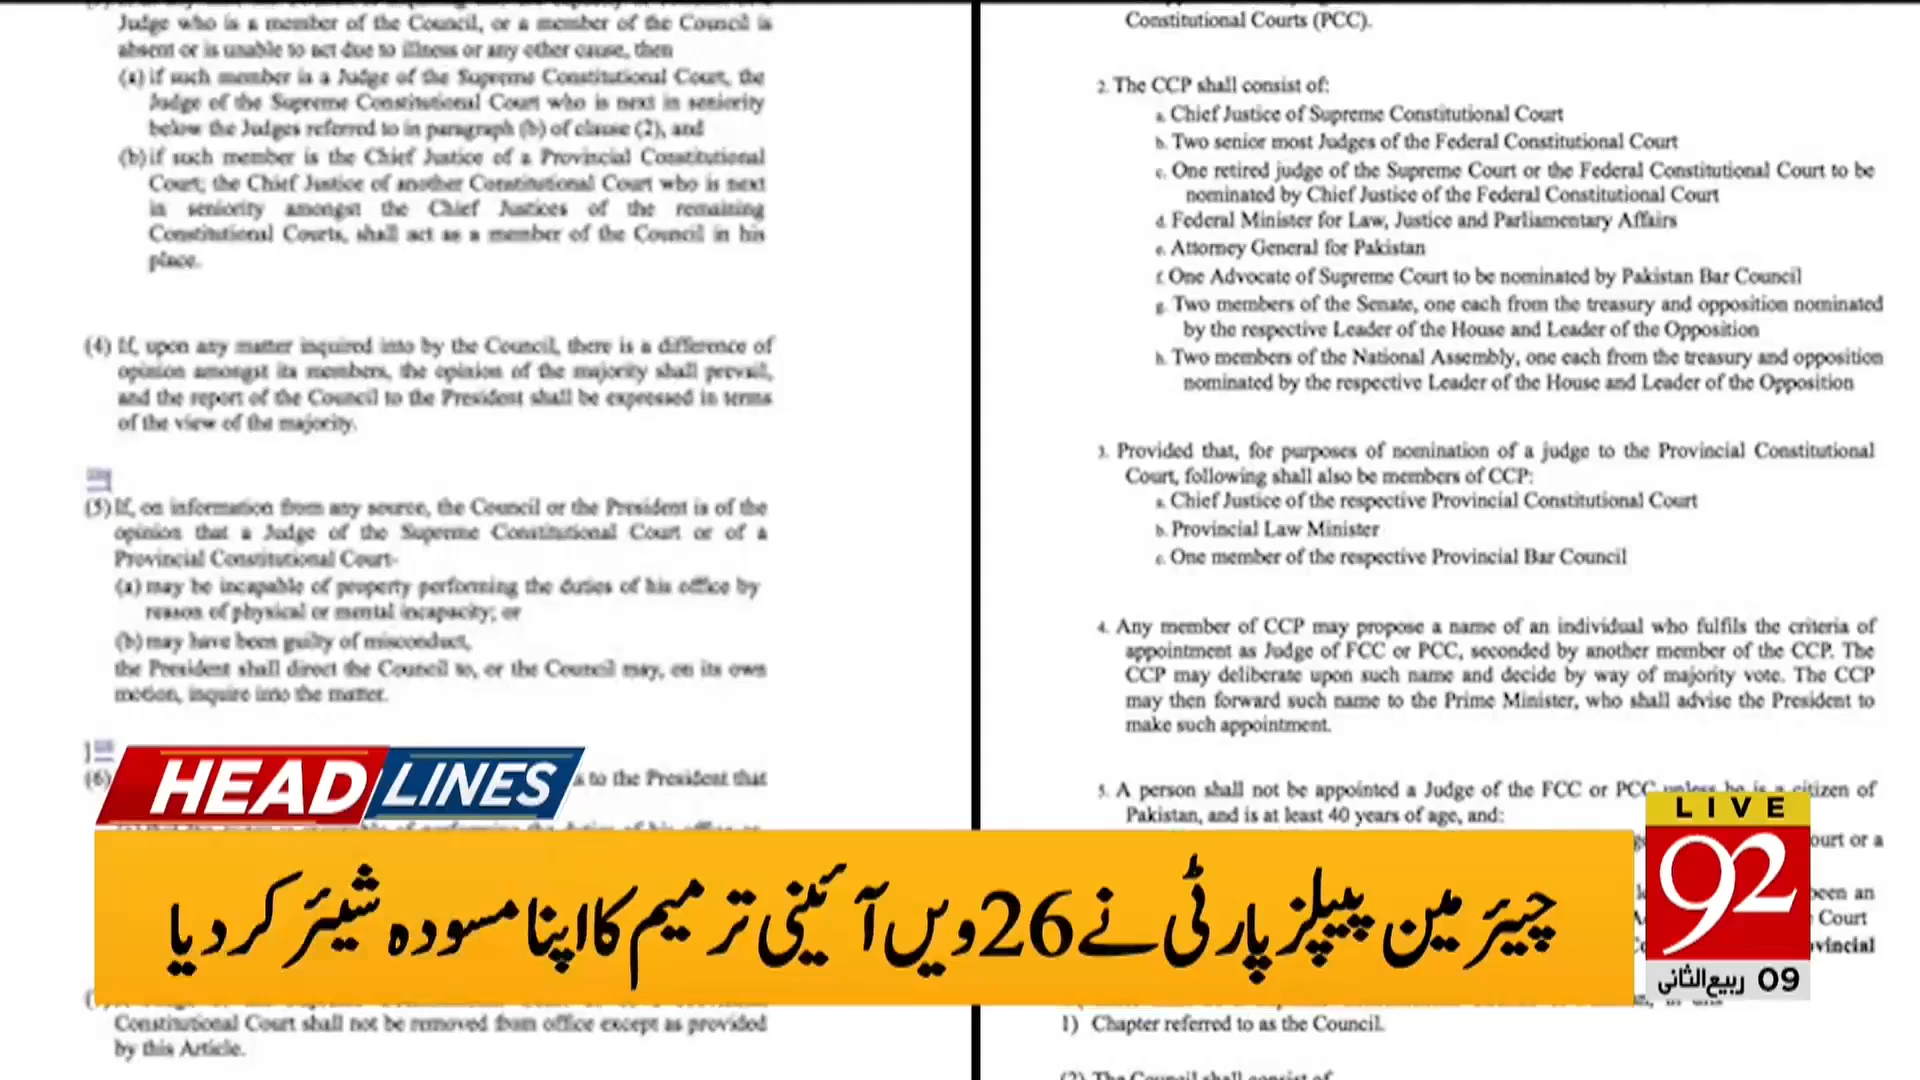 Judge who is a member of the Council, or a member of the Council is
absent or is unable to act due to illness or any other cause, then
(a) if such member is a Judge of the Supreme Constitutional Court, the
Judge of the Supreme Constitutional Court who is next in seniority
below the Judges referred to in paragraph (b) of clause (2), and
(b) if such member is the Chief Justice of a Provincial Constitutional
Court; the Chief Justice of another Constitutional Court who is next
in seniority amongst the Chief Justices of the remaining
Constitutional Courts, shall act as a member of the Council in his
place.
(4) If, upon any matter inquired into by the Council, there is a difference of
opinion amongst its members, the opinion of the majority shall prevail,
and the report of the Council to the President shall be expressed in terms
of the view of the majority.
(5) If, on information from any source, the Council or the President is of the
opinion that a Judge of the Supreme Constitutional Court or of a
Provincial Constitutional Court-
(a) may be incapable of property performing the duties of his office by
reason of physical or mental incapacity; or
(b) may have been guilty of misconduct,
the President shall direct the Council to, or the Council may, on its own
motion, inquire into the matter.
(6) to the President that
Constitutional Court shall not be removed from office except as provided
by this Article.
Constitutional Courts (PCC).
2. The CCP shall consist of:
a. Chief Justice of Supreme Constitutional Court
b. Two senior most Judges of the Federal Constitutional Court
c. One retired judge of the Supreme Court or the Federal Constitutional Court to be
nominated by Chief Justice of the Federal Constitutional Court
d. Federal Minister for Law, Justice and Parliamentary Affairs
e. Attorney General for Pakistan
f. One Advocate of Supreme Court to be nominated by Pakistan Bar Council
g. Two members of the Senate, one each from the treasury and opposition nominated
by the respective Leader of the House and Leader of the Opposition
h. Two members of the National Assembly, one each from the treasury and opposition
nominated by the respective Leader of the House and Leader of the Opposition
3. Provided that, for purposes of nomination of a judge to the Provincial Constitutional
Court, following shall also be members of CCP:
a. Chief Justice of the respective Provincial Constitutional Court
b. Provincial Law Minister
c. One member of the respective Provincial Bar Council
4. Any member of CCP may propose a name of an individual who fulfils the criteria of
appointment as Judge of FCC or PCC, seconded by another member of the CCP. The
CCP may deliberate upon such name and decide by way of majority vote. The CCP
may then forward such name to the Prime Minister, who shall advise the President to
make such appointment.
5. A person shall not be appointed a Judge of the FCC or PCC unless he is a citizen of
Pakistan, and is at least 40 years of age, and:
ourt or a
een an
Court
vincial
1) Chapter referred to as the Council.
(2) The Council shall consist of
HEADLINES
چیئرمین پیپلز پارٹی نے 26ویں آئینی ترمیم کا اپنا مسودہ شیئر کر دیا
LIVE
92
09 ربیع الثانی